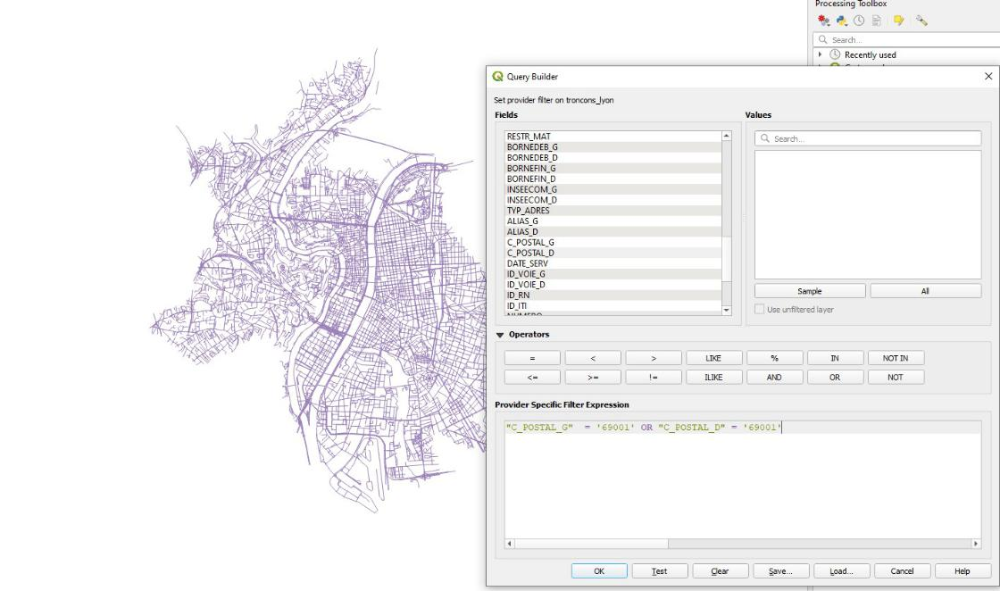 Processing Toolbox
Search...
Recently used
Query Builder
Set provider filter on troncons_lyon
Fields
Values
RESTR_MAT
BORNEDEB_G
BORNEDEB_D
BORNEFIN_G
BORNEFIN_D
INSEECOM_G
INSEECOM_D
TYP_ADRES
ALIAS_G
ALIAS_D
C_POSTAL_G
C_POSTAL_D
DATE_SERV
ID_VOIE_G
ID_VOIE_D
ID_RN
ID_ITI
NUMERO
Search...
Sample
All
Use unfiltered layer
Operators
= < > LIKE % IN NOT IN
<= >= != ILIKE AND OR NOT
Provider Specific Filter Expression
"C_POSTAL_G"  = '69001' OR "C_POSTAL_D" = '69001'
OK Test Clear Save... Load... Cancel Help